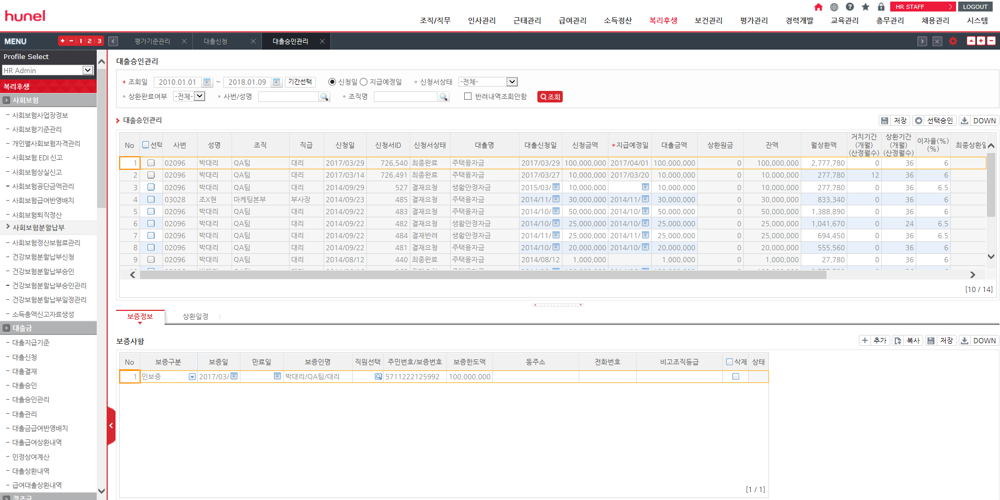 hunel
HR STAFF
LOGOUT
조직/직무 인사관리 근태관리 급여관리 소득정산 복리후생 보건관리 평가관리 경력개발 교육관리 총무관리 채용관리 시스템
MENU + - 1 2 3 평가기준관리 대출신청 대출승인관리
Profile Select
HR Admin
복리후생
사회보험
- 사회보험사업장정보
- 사회보험기준관리
- 개인별사회보험자격관리
- 사회보험 EDI 신고
- 사회보험상실신고
- 사회보험공단금액관리
- 사회보험급여반영배치
- 사회보험퇴직정산
사회보험분할납부
- 사회보험정산보험료관리
- 건강보험분할납부신청
- 건강보험분할납부승인
- 건강보험분할납부승인관리
- 건강보험분할납부일정관리
- 소득총액신고자료생성
대출금
- 대출지급기준
- 대출신청
- 대출결재
- 대출승인
- 대출승인관리
- 대출관리
- 대출금급여반영배치
- 대출급여상환내역
- 인정상여계산
- 대출상환내역
- 급여대출상환내역
경조금
대출승인관리
* 조회일 2010.01.01 ~ 2018.01.09 기간선택 신청일 지급예정일 * 신청서상태 -전체-
* 상환완료여부 -전체- * 사번/성명 * 조직명 반려내역조회안함 조회
대출승인관리 저장 선택승인 DOWN
No 선택 사번 성명 조직 직급 신청일 신청서ID 신청서상태 대출명 대출신청일 신청금액 *지급예정일 대출금액 상환원금 잔액 월상환액 거치기간(개월)(산정월수) 상환기간(개월)(산정월수) 이자율(%)(%) 최종상환일
1 02096 박대리 QA팀 대리 2017/03/29 726,540 최종완료 주택융자금 2017/03/29 100,000,000 2017/04/01 100,000,000 0 100,000,000 2,777,780 0 36 6
2 02096 박대리 QA팀 대리 2017/03/14 726,491 최종완료 주택융자금 2017/03/27 10,000,000 2017/03/20 10,000,000 0 10,000,000 277,780 12 36 6
3 02096 박대리 QA팀 대리 2014/09/29 527 결재요청 생활안정자금 2015/03/ 10,000,000 10,000,000 0 10,000,000 277,780 0 36 6.5
4 03028 조X현 마케팅본부 부사장 2014/09/23 485 결재요청 주택융자금 2014/11/ 30,000,000 2014/11/ 30,000,000 0 30,000,000 833,340 0 36 6
5 02096 박대리 QA팀 대리 2014/09/22 483 결재요청 주택융자금 2014/10/ 50,000,000 2014/10/ 50,000,000 0 50,000,000 1,388,890 0 36 6
6 02096 박대리 QA팀 대리 2014/09/22 482 결재요청 생활안정자금 2014/10/ 25,000,000 2014/10/ 25,000,000 0 25,000,000 1,041,670 0 24 6.5
7 02096 박대리 QA팀 대리 2014/09/22 484 결재반려 생활안정자금 2014/11/ 25,000,000 2014/11/ 25,000,000 0 25,000,000 694,450 0 36 6.5
8 02096 박대리 QA팀 대리 2014/09/22 481 결재요청 주택융자금 2014/10/ 20,000,000 2014/10/ 20,000,000 0 20,000,000 555,560 0 36 6
9 02096 박대리 QA팀 대리 2014/08/12 440 최종완료 주택융자금 2014/08/12 1,000,000 1,000,000 0 1,000,000 27,780 0 36 6
[10 / 14]
보증정보 상환일정
보증사항 추가 복사 저장 DOWN
No 보증구분 보증일 만료일 보증인명 직원선택 주민번호/보증번호 보증한도액 동주소 전화번호 비고조직등급 삭제 상태
1 인보증 2017/03/ 박대리/QA팀/대리 5711222125992 100,000,000
[1 / 1]